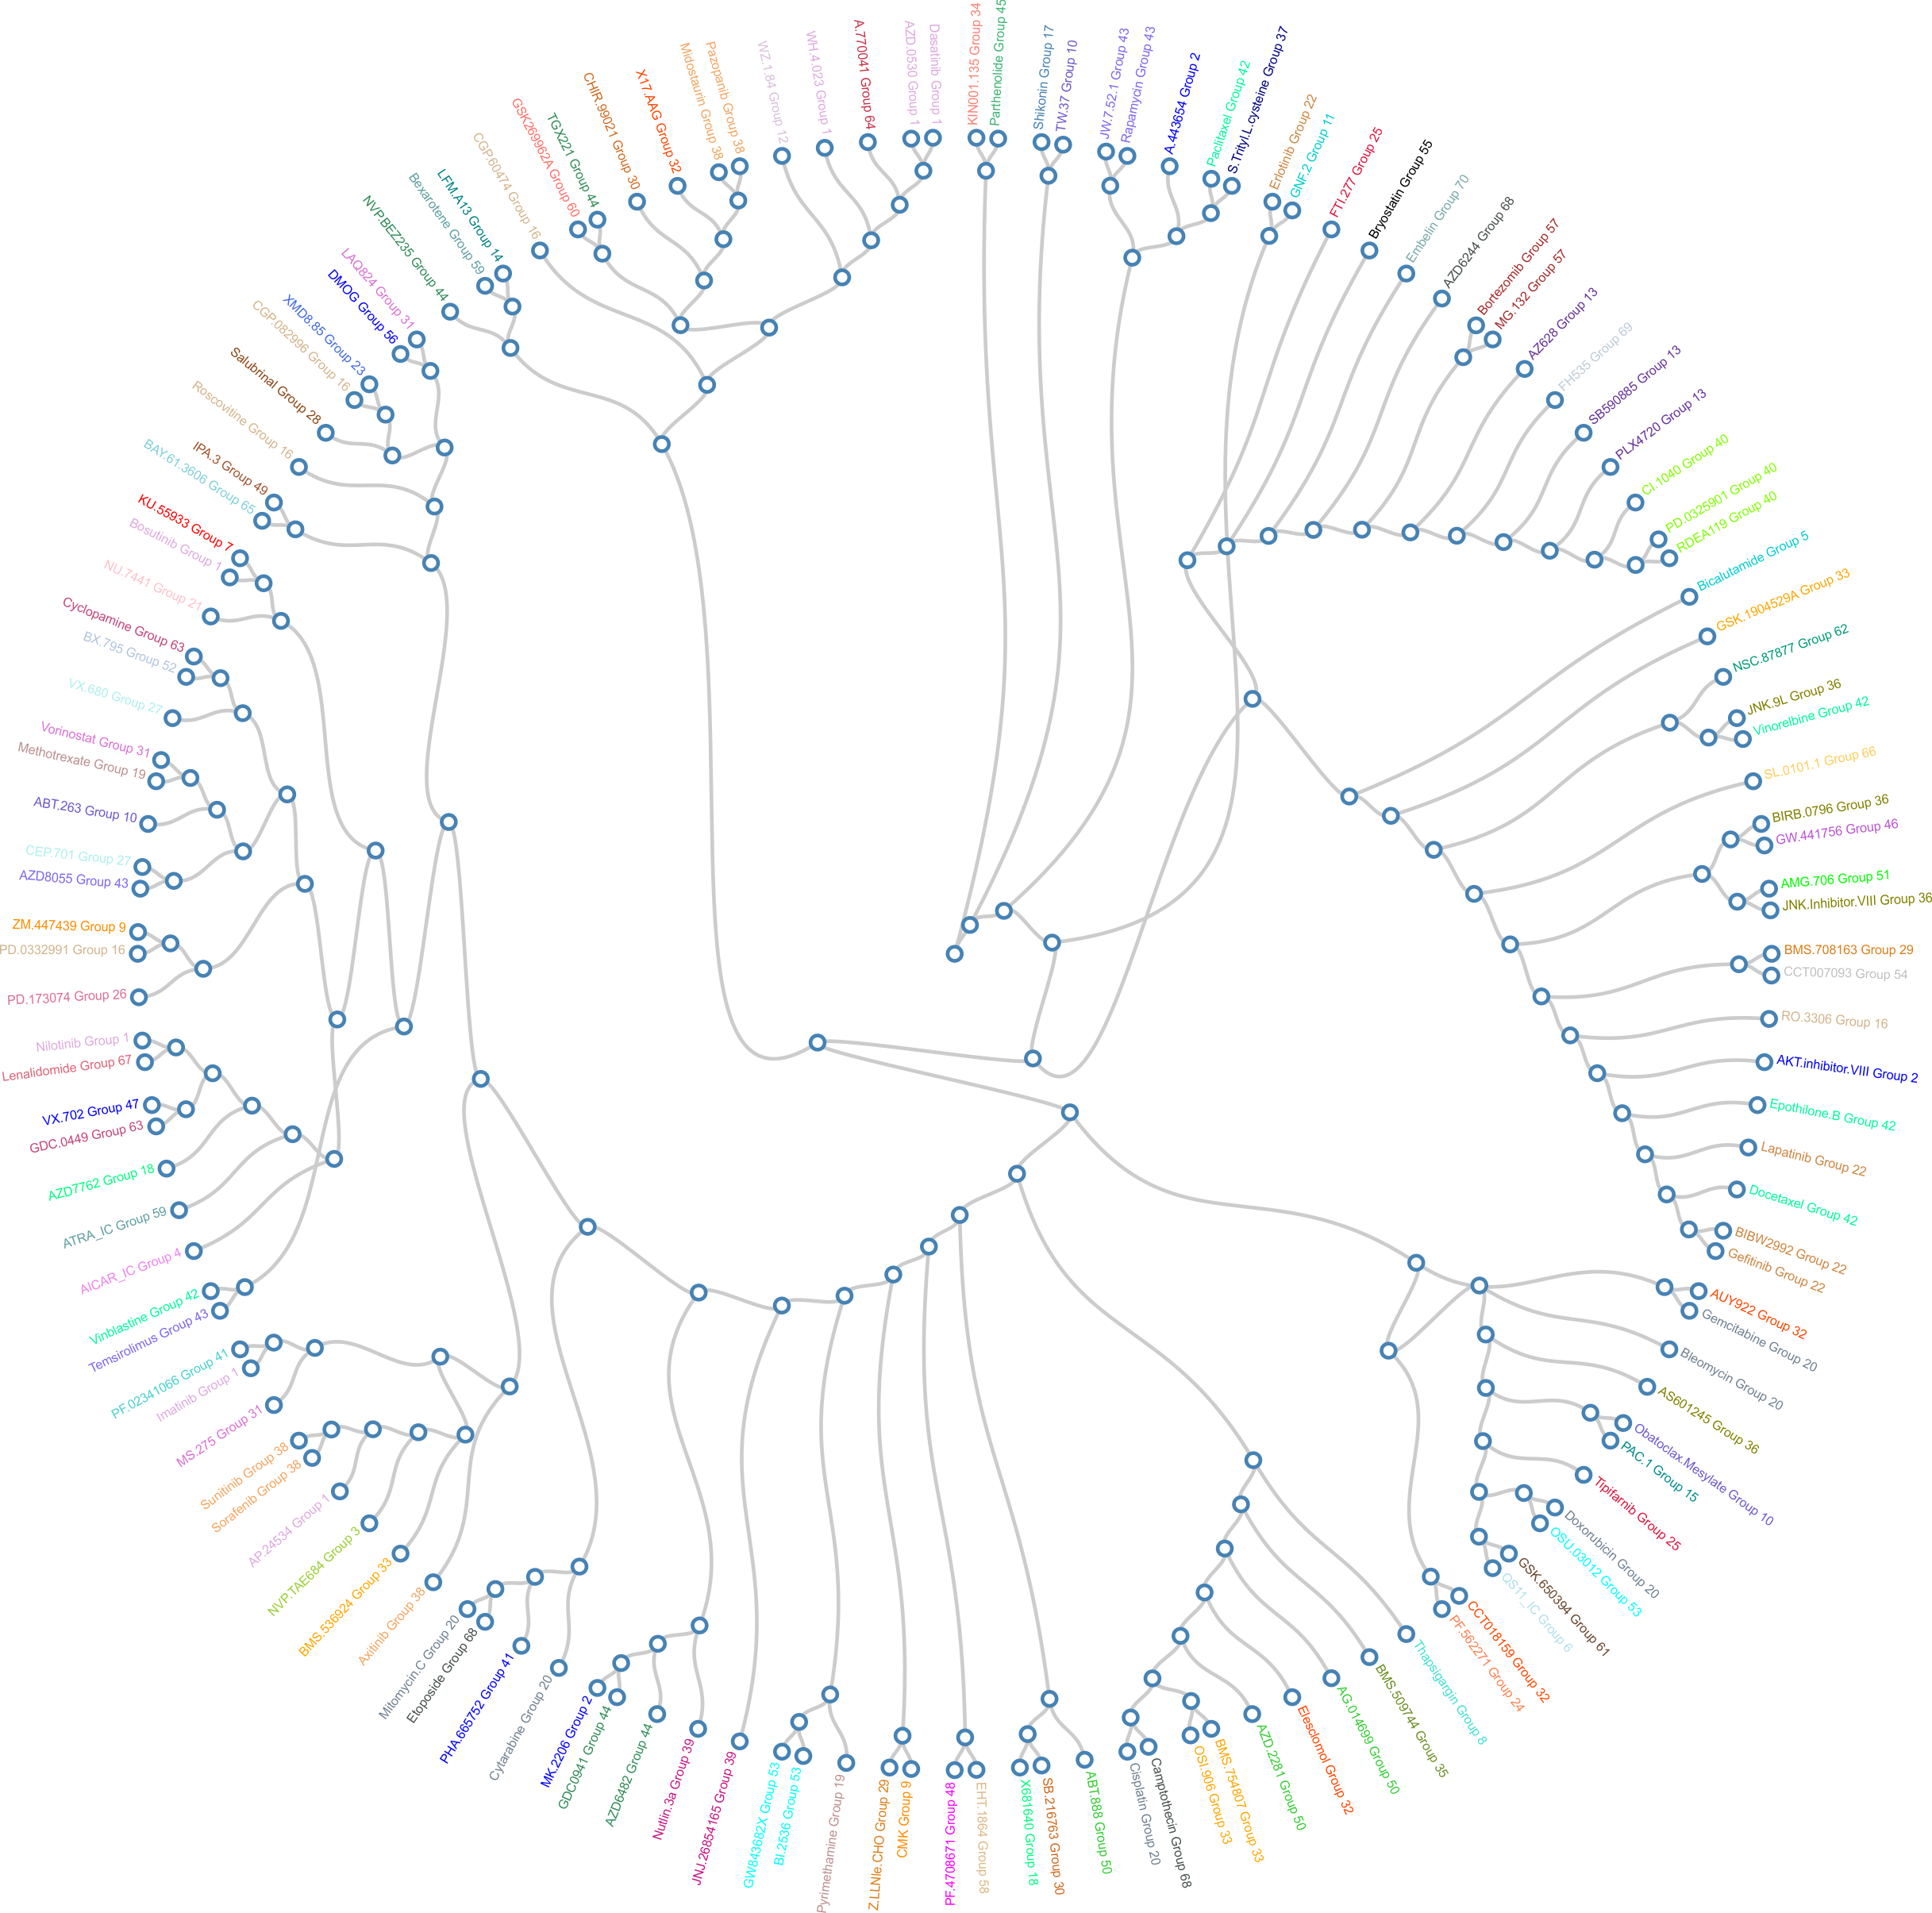 KIN001.135 Group 34
Parthenolide Group 45
Shikonin Group 17
TW.37 Group 10
JW.7.52.1 Group 43
Rapamycin Group 43
A.443654 Group 2
Paclitaxel Group 42
S.Trityl.L.cysteine Group 37
Erlotinib Group 22
GNF.2 Group 11
FTI.277 Group 25
Bryostatin Group 55
Embelin Group 70
AZD6244 Group 68
Bortezomib Group 57
MG.132 Group 57
AZ628 Group 13
FH535 Group 69
SB590885 Group 13
PLX4720 Group 13
CI.1040 Group 40
PD.0325901 Group 40
RDEA119 Group 40
Bicalutamide Group 5
GSK.1904529A Group 33
NSC.87877 Group 62
JNK.9L Group 36
Vinorelbine Group 42
SL.0101.1 Group 66
BIRB.0796 Group 36
GW.441756 Group 46
AMG.706 Group 51
JNK.Inhibitor.VIII Group 36
BMS.708163 Group 29
CCT007093 Group 54
RO.3306 Group 16
AKT.inhibitor.VIII Group 2
Epothilone.B Group 42
Lapatinib Group 22
Docetaxel Group 42
BIBW2992 Group 22
Gefitinib Group 22
AUY922 Group 32
Gemcitabine Group 20
Bleomycin Group 20
AS601245 Group 36
Obatoclax.Mesylate Group 10
PAC.1 Group 15
Tipifarnib Group 25
Doxorubicin Group 20
OSU.03012 Group 53
GSK.650394 Group 61
QS11_IC Group 6
CCT018159 Group 32
PF.562271 Group 24
Thapsigargin Group 8
BMS.509744 Group 35
AG.014699 Group 50
Elesclomol Group 32
AZD.2281 Group 50
BMS.754807 Group 33
OSI.906 Group 33
Camptothecin Group 68
Cisplatin Group 20
ABT.888 Group 50
SB.216763 Group 30
X681640 Group 18
EHT.1864 Group 58
PF.4708671 Group 48
CMK Group 9
Z.LLNle.CHO Group 29
Pyrimethamine Group 19
BI.2536 Group 53
GW843682X Group 53
JNJ.26854165 Group 39
Nutlin.3a Group 39
AZD6482 Group 44
GDC0941 Group 44
MK.2206 Group 2
Cytarabine Group 20
PHA.665752 Group 41
Etoposide Group 68
Mitomycin.C Group 20
Axitinib Group 38
BMS.536924 Group 33
NVP.TAE684 Group 3
AP.24534 Group 1
Sorafenib Group 38
Sunitinib Group 38
MS.275 Group 31
Imatinib Group 1
PF.02341066 Group 41
Temsirolimus Group 43
Vinblastine Group 42
AICAR_IC Group 4
ATRA_IC Group 59
AZD7762 Group 18
GDC.0449 Group 63
VX.702 Group 47
Lenalidomide Group 67
Nilotinib Group 1
PD.173074 Group 26
PD.0332991 Group 16
ZM.447439 Group 9
AZD8055 Group 43
CEP.701 Group 27
ABT.263 Group 10
Methotrexate Group 19
Vorinostat Group 31
VX.680 Group 27
BX.795 Group 52
Cyclopamine Group 63
NU.7441 Group 21
Bosutinib Group 1
KU.55933 Group 7
BAY.61.3606 Group 65
IPA.3 Group 49
Roscovitine Group 16
Salubrinal Group 28
CGP.082996 Group 16
XMD8.85 Group 23
DMOG Group 56
LAQ824 Group 31
NVP.BEZ235 Group 44
Bexarotene Group 59
LFM.A13 Group 14
CGP.60474 Group 16
GSK269962A Group 60
TGX221 Group 44
CHIR.99021 Group 30
X17.AAG Group 32
Midostaurin Group 38
Pazopanib Group 38
WZ.1.84 Group 12
WH.4.023 Group 1
A.770041 Group 64
AZD.0530 Group 1
Dasatinib Group 1